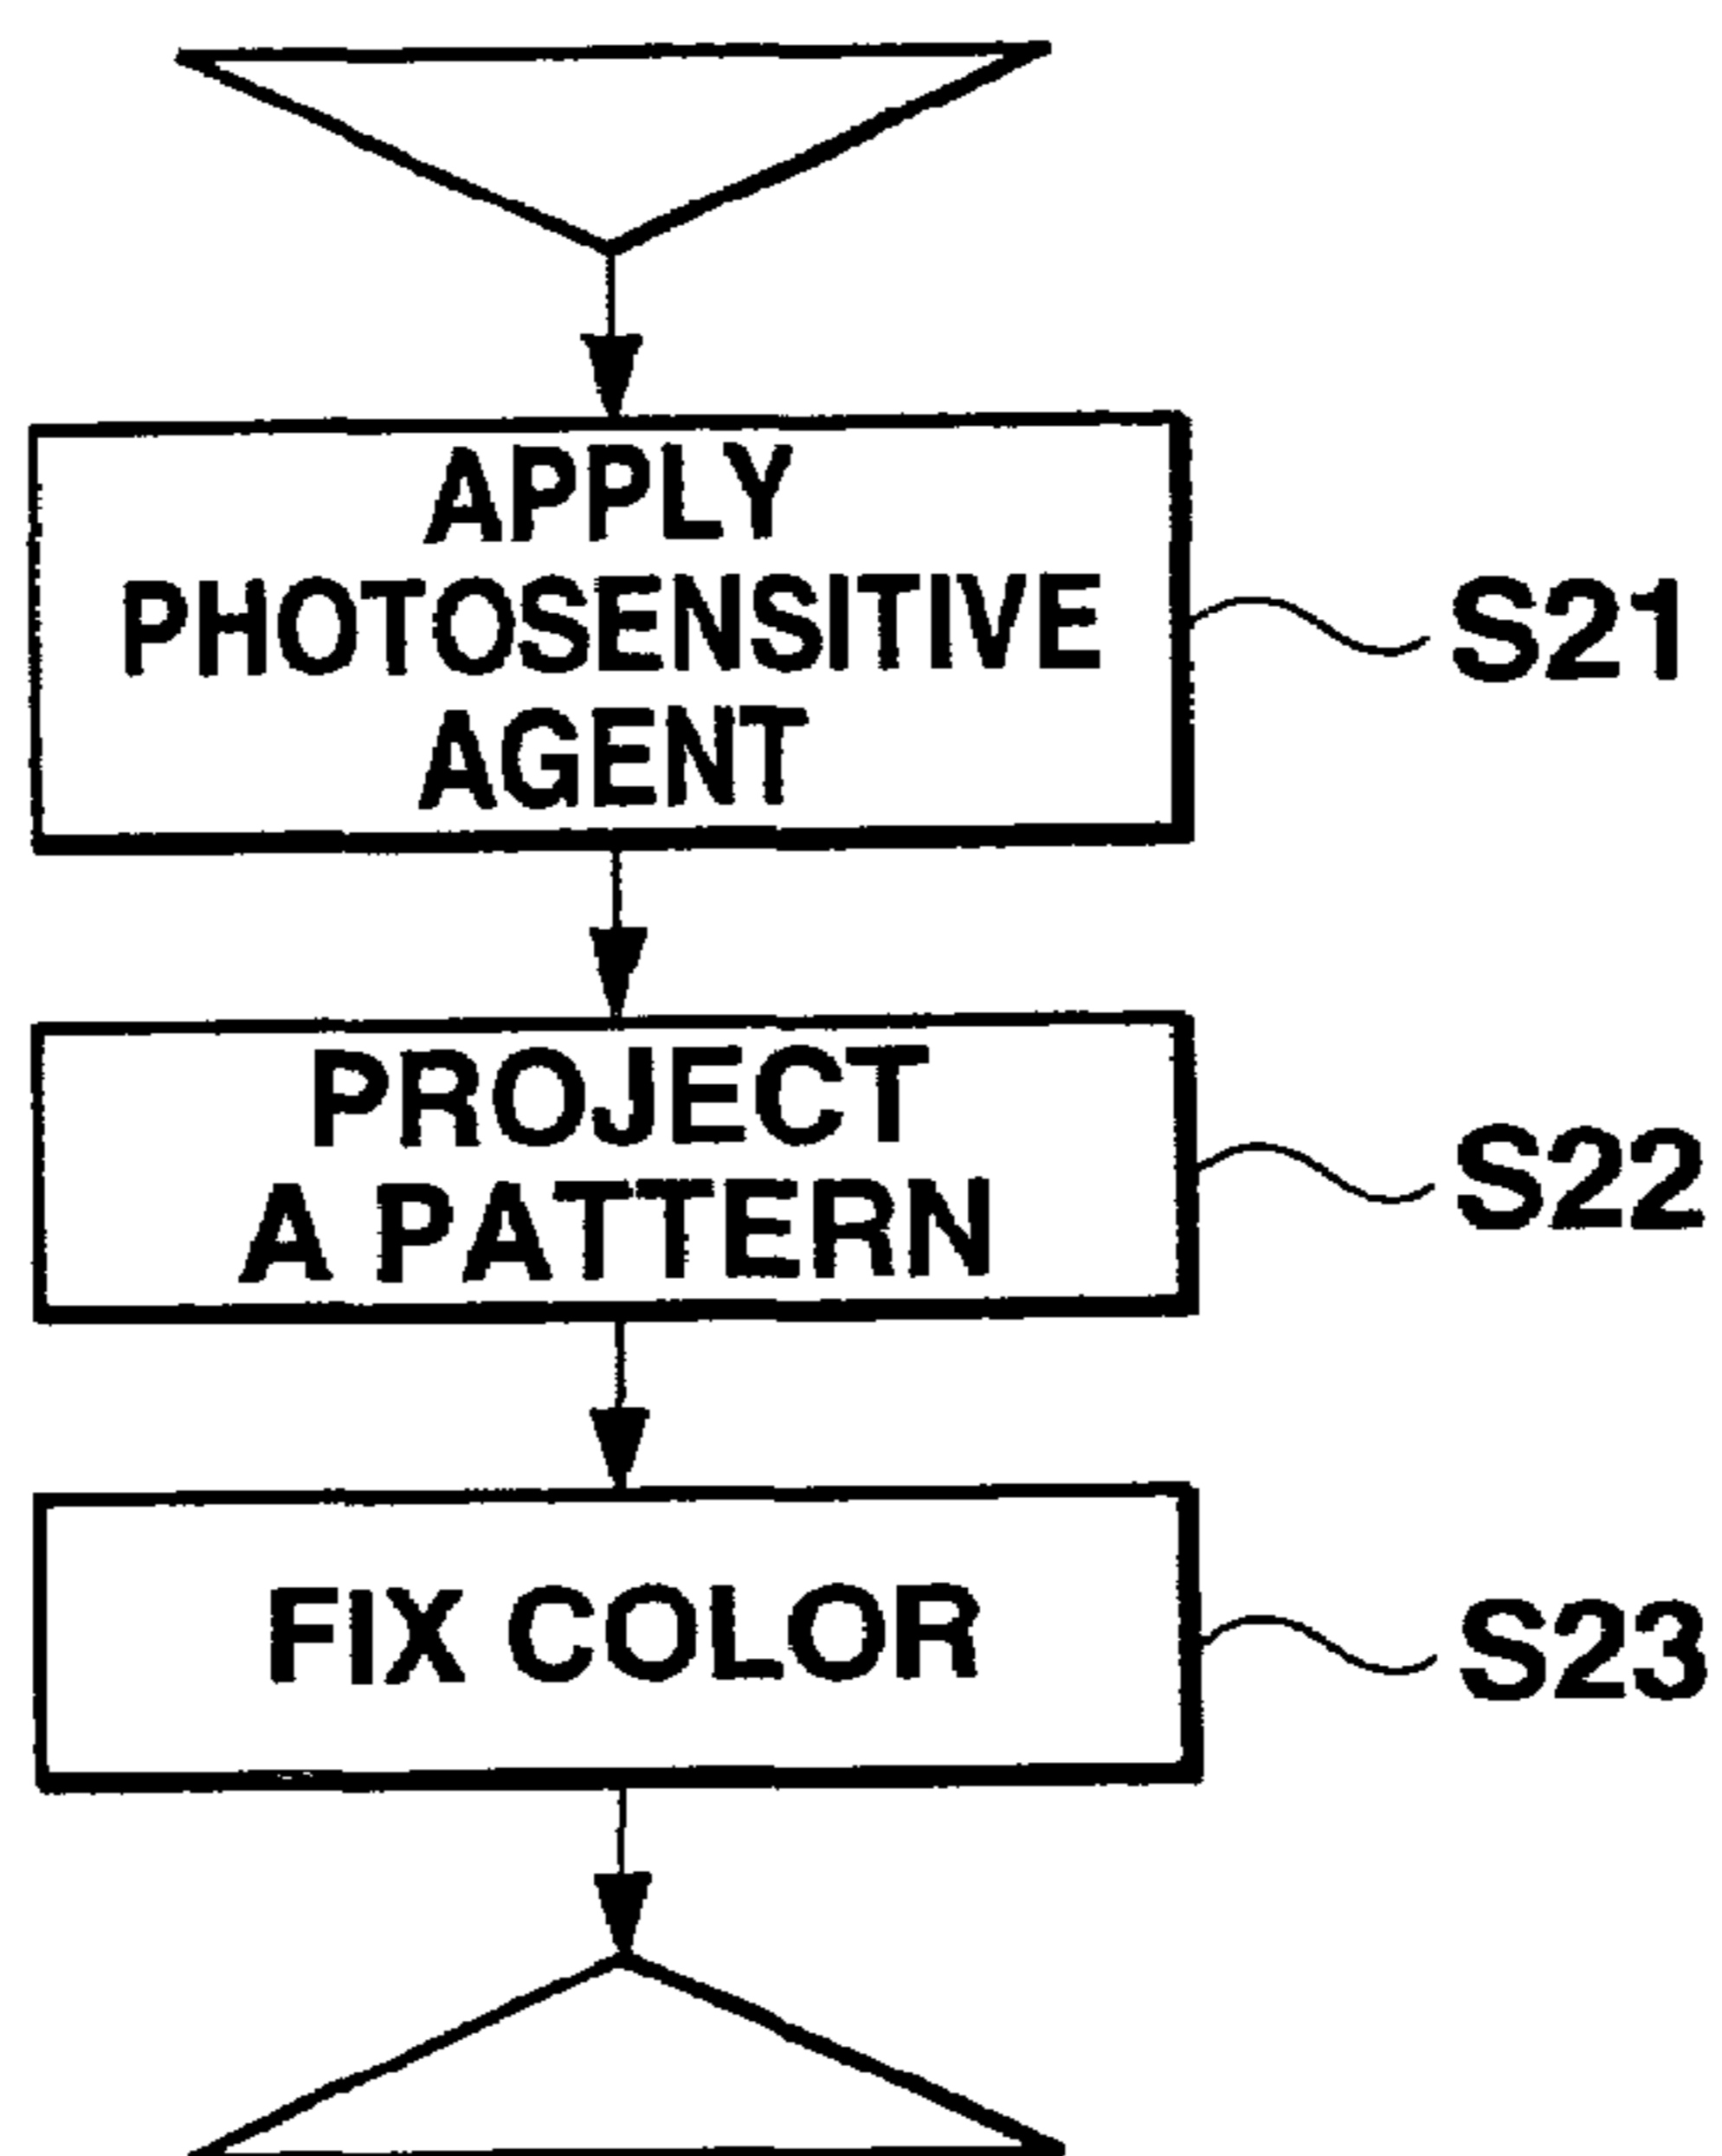 APPLY
PHOTOSENSITIVE
AGENT
S21
PROJECT
A PATTERN
S22
FIX COLOR
S23